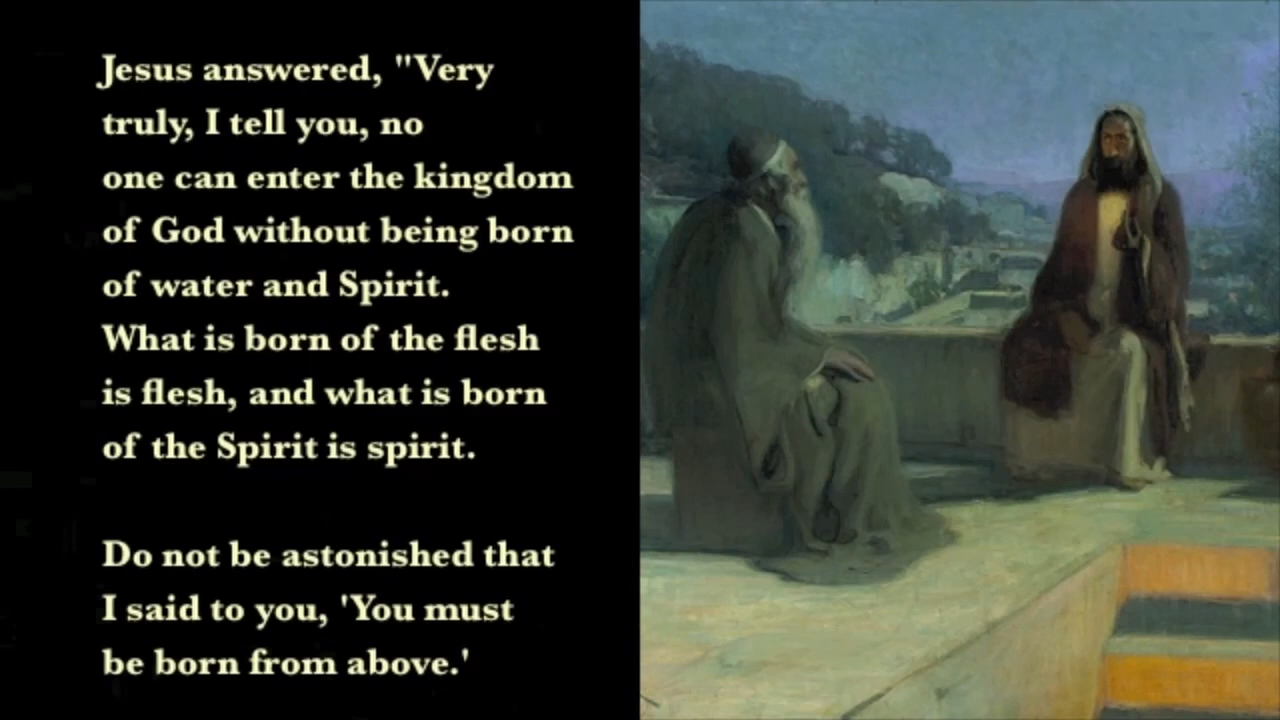 Jesus answered, "Very
truly, I tell you, no
one can enter the kingdom
of God without being born
of water and Spirit.
What is born of the flesh
is flesh, and what is born
of the Spirit is spirit.
Do not be astonished that
I said to you, 'You must
be born from above.'